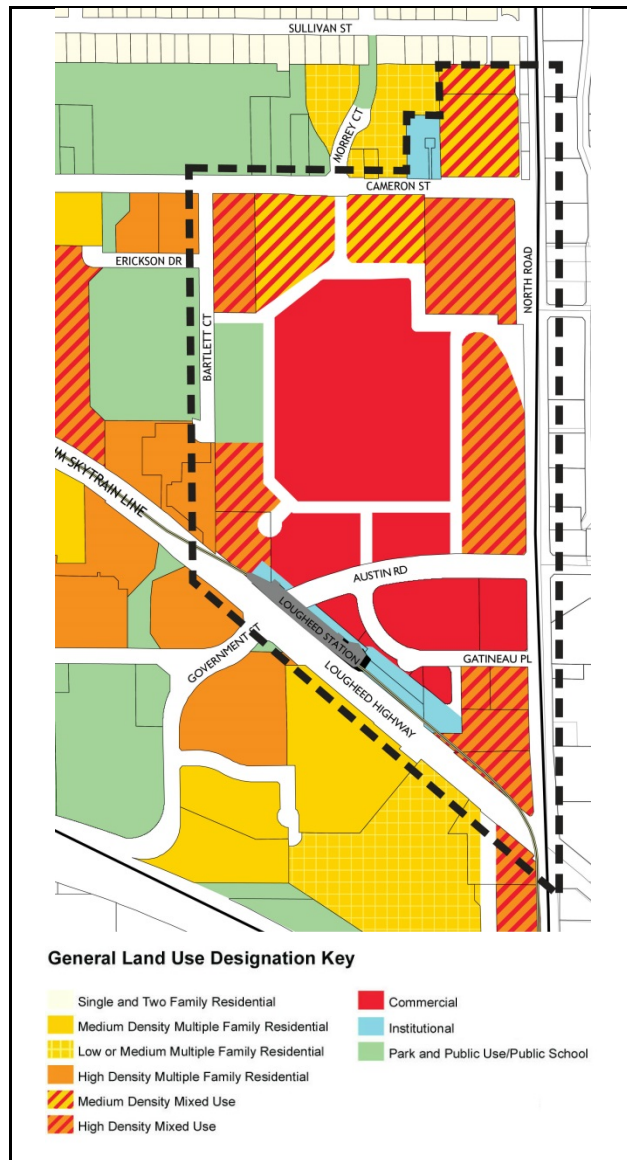 SULLIVAN ST
MORREY CT
CAMERON ST
NORTH ROAD
ERICKSON DR
BARTLETT CT
M SKYTRAIN LINE
AUSTIN RD
LOUGHEED STATION
GATINEAU PL
GOVERNMENT ST
LOUGHEED HIGHWAY
General Land Use Designation Key
Single and Two Family Residential
Medium Density Multiple Family Residential
Low or Medium Multiple Family Residential
High Density Multiple Family Residential
Medium Density Mixed Use
High Density Mixed Use
Commercial
Institutional
Park and Public Use/Public School